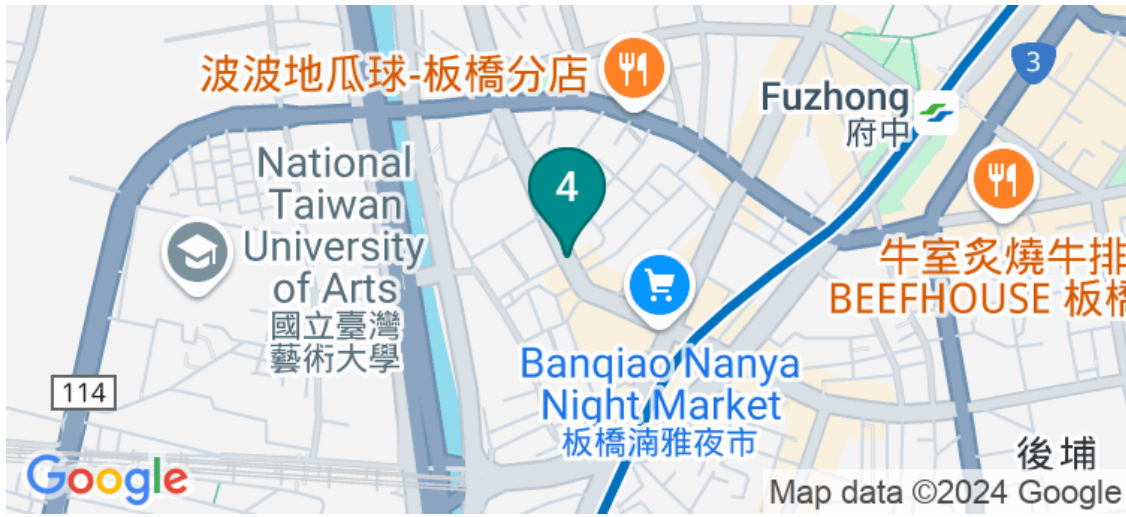 波波地瓜球-板橋分店
3
Fuzhong
府中
4
National
Taiwan
University
of Arts
國立臺灣
藝術大學
牛室炙燒牛排
BEEFHOUSE 板橋
Banqiao Nanya
Night Market
板橋湳雅夜市
114
後埔
Google
Map data ©2024 Google